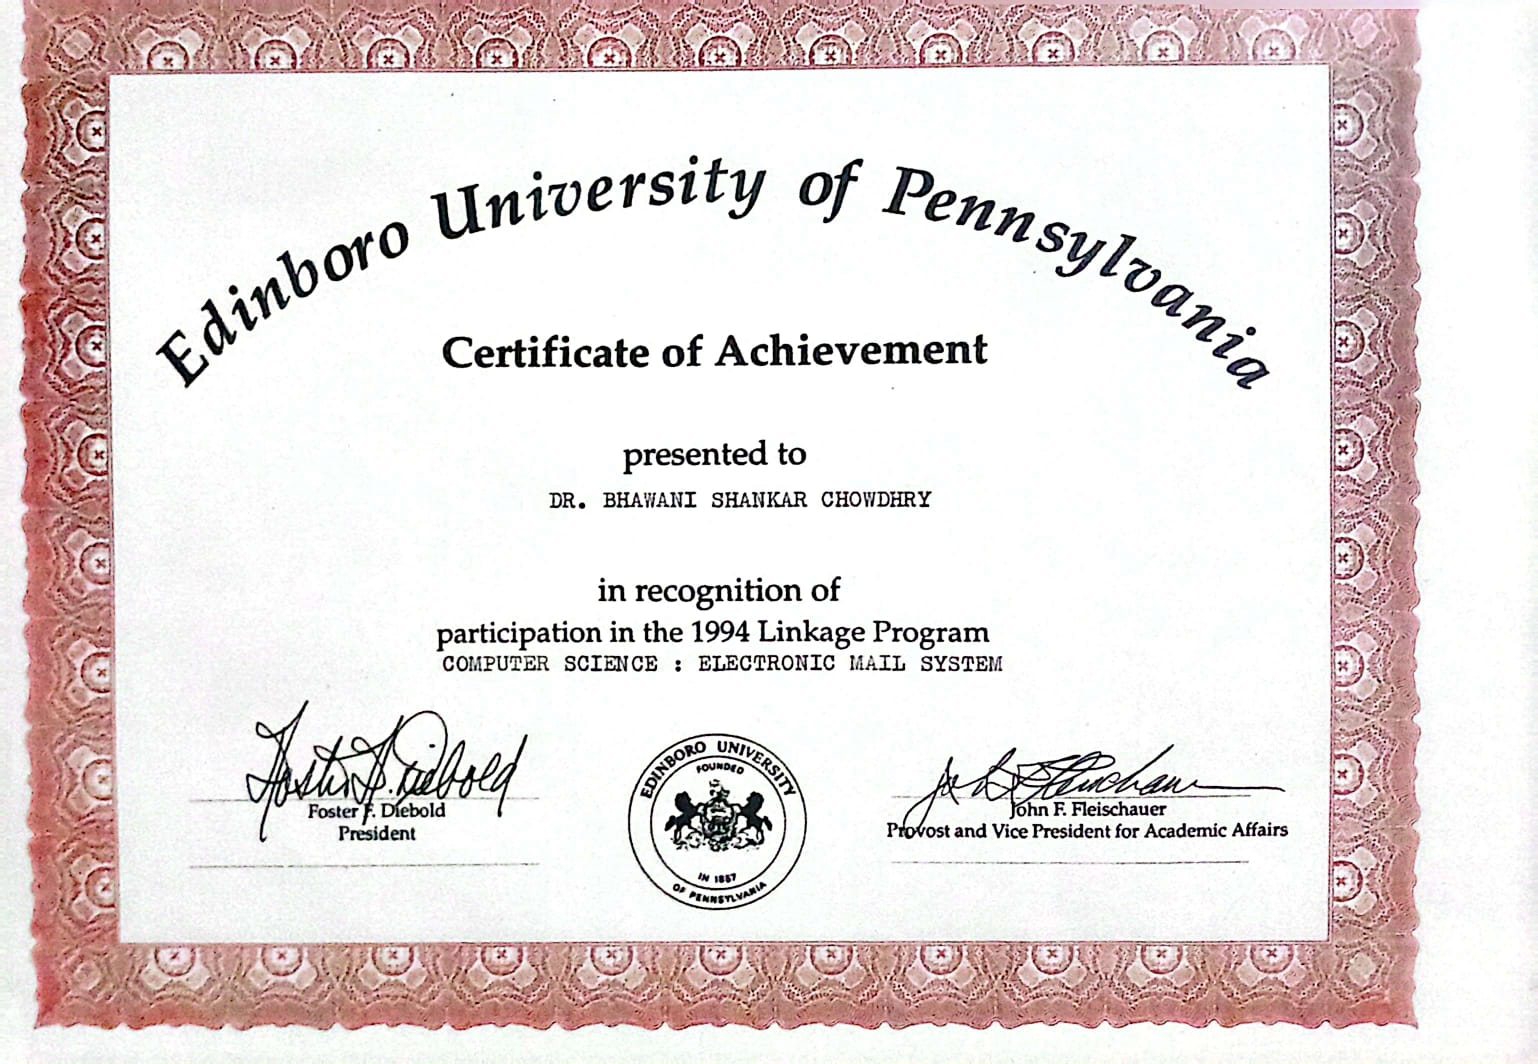 Edinboro University of Pennsylvania
Certificate of Achievement
presented to
DR. BHAWANI SHANKAR CHOWDHRY
in recognition of
participation in the 1994 Linkage Program
COMPUTER SCIENCE : ELECTRONIC MAIL SYSTEM
Foster F. Diebold
Foster F. Diebold
President
EDINBORO UNIVERSITY
FOUNDED
IN 1857
OF PENNSYLVANIA
John F. Fleischauer
Provost and Vice President for Academic Affairs